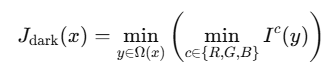 J_dark(x) = min_{y∈Ω(x)} ( min_{c∈{R,G,B}} I^c(y) )